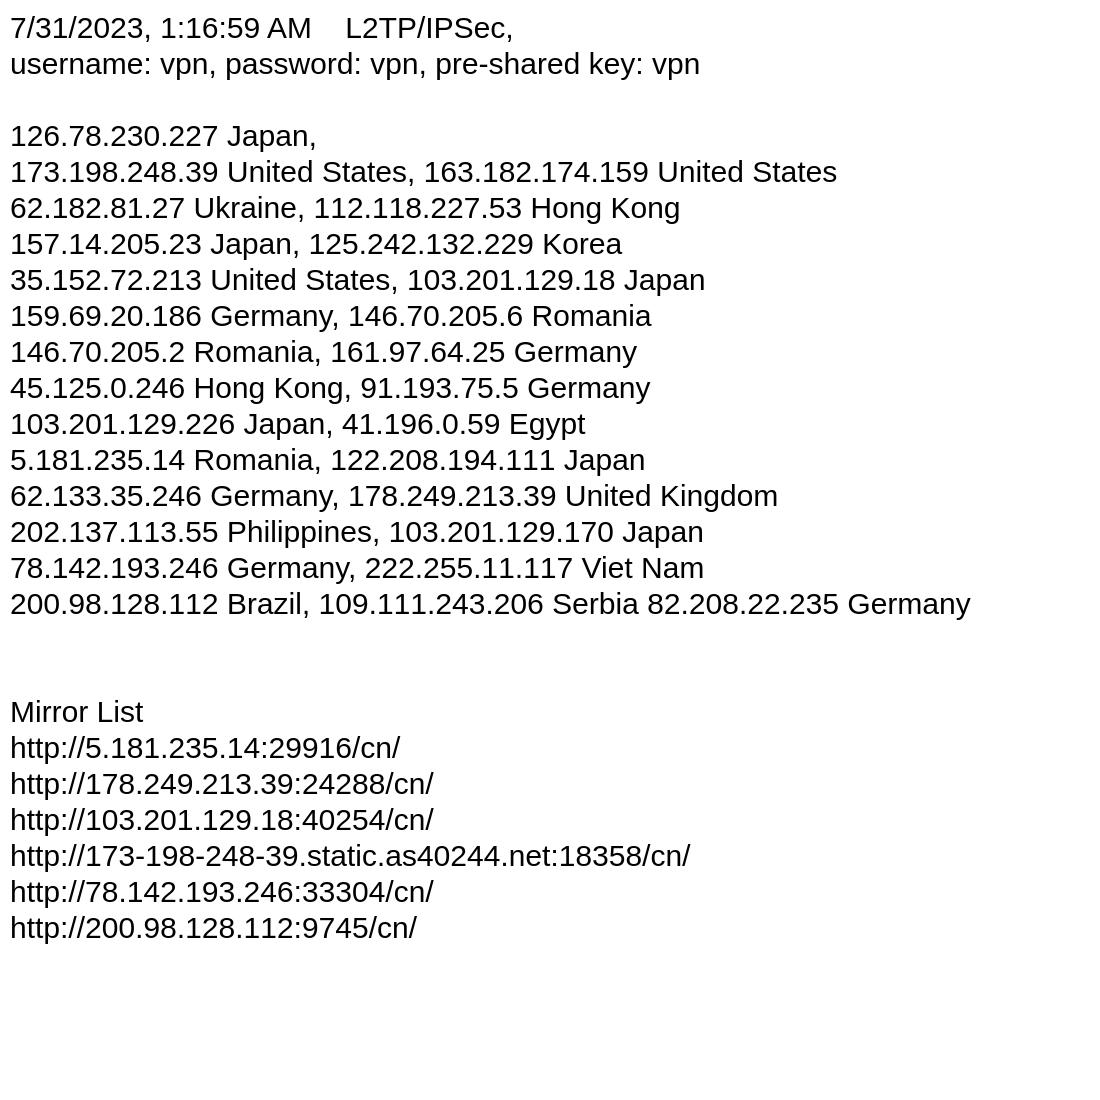 7/31/2023, 1:16:59 AM    L2TP/IPSec,
username: vpn, password: vpn, pre-shared key: vpn
126.78.230.227 Japan,
173.198.248.39 United States, 163.182.174.159 United States
62.182.81.27 Ukraine, 112.118.227.53 Hong Kong
157.14.205.23 Japan, 125.242.132.229 Korea
35.152.72.213 United States, 103.201.129.18 Japan
159.69.20.186 Germany, 146.70.205.6 Romania
146.70.205.2 Romania, 161.97.64.25 Germany
45.125.0.246 Hong Kong, 91.193.75.5 Germany
103.201.129.226 Japan, 41.196.0.59 Egypt
5.181.235.14 Romania, 122.208.194.111 Japan
62.133.35.246 Germany, 178.249.213.39 United Kingdom
202.137.113.55 Philippines, 103.201.129.170 Japan
78.142.193.246 Germany, 222.255.11.117 Viet Nam
200.98.128.112 Brazil, 109.111.243.206 Serbia 82.208.22.235 Germany
Mirror List
http://5.181.235.14:29916/cn/
http://178.249.213.39:24288/cn/
http://103.201.129.18:40254/cn/
http://173-198-248-39.static.as40244.net:18358/cn/
http://78.142.193.246:33304/cn/
http://200.98.128.112:9745/cn/